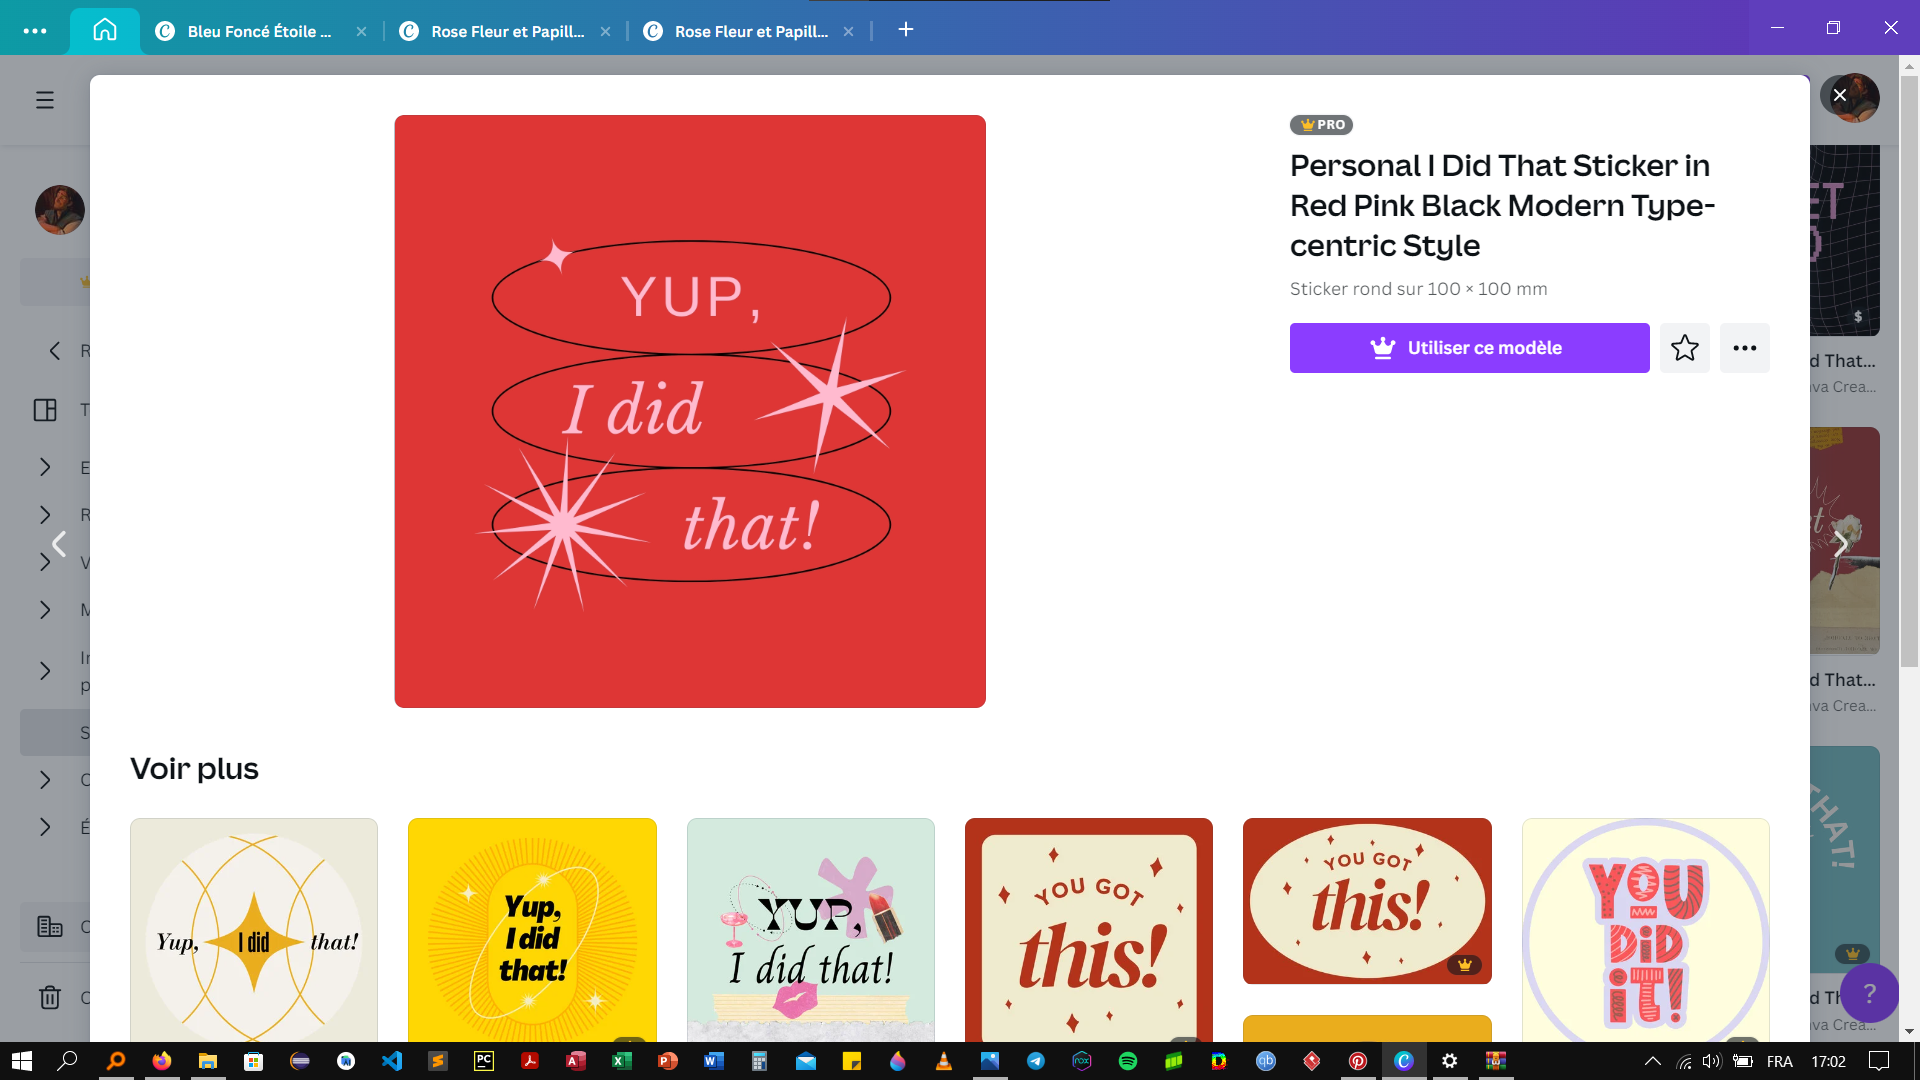 Bleu Foncé Étoile ...
Rose Fleur et Papill...
Rose Fleur et Papill...
PRO
Personal I Did That Sticker in
Red Pink Black Modern Type-
centric Style
Sticker rond sur 100 × 100 mm
Utiliser ce modèle
YUP,
I did
that!
$
d That...
va Crea...
d That...
va Crea...
THAT!
Voir plus
Yup, I did that!
Yup,
I did
that!
YUP,
I did that!
YOU GOT
this!
YOU GOT
this!
YOU
DiD
iT!
?
PC
FRA
17:02